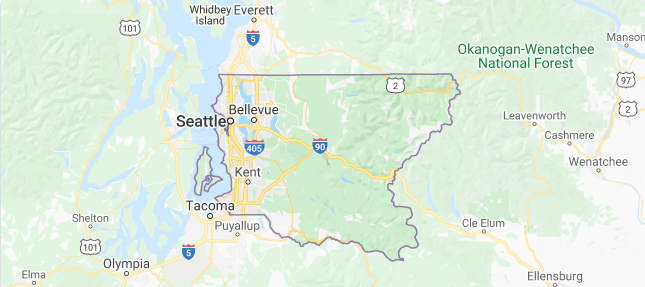 Whidbey
Island
Everett
101
5
Okanogan-Wenatchee
National Forest
Manson
97
2
2
Leavenworth
Cashmere
Wenatchee
Seattle
Bellevue
405
90
Kent
Tacoma
Puyallup
Shelton
101
5
Olympia
Elma
Cle Elum
Ellensburg